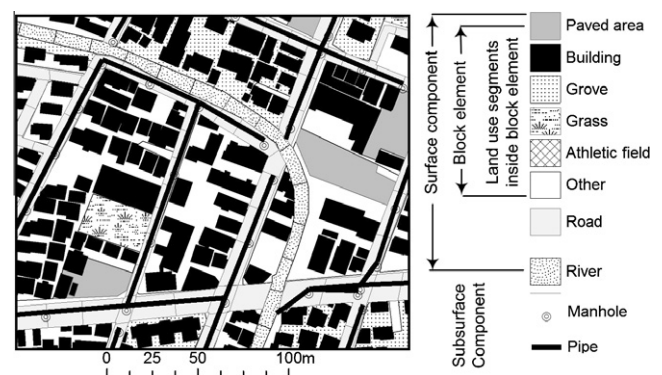 Surface component
Block element
Land use segments
inside block element
Subsurface
Component
Paved area
Building
Grove
Grass
Athletic field
Other
Road
River
Manhole
Pipe
0 25 50 100m